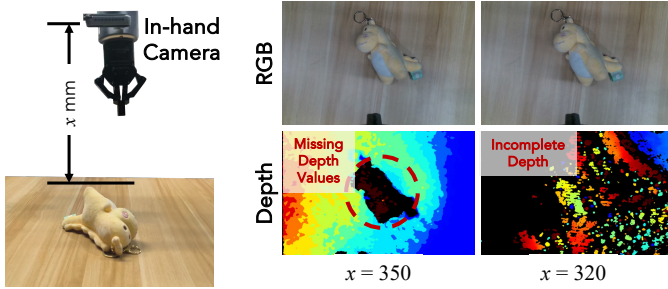 In-hand
Camera
x mm
RGB
Depth
Missing
Depth
Values
Incomplete
Depth
x = 350
x = 320